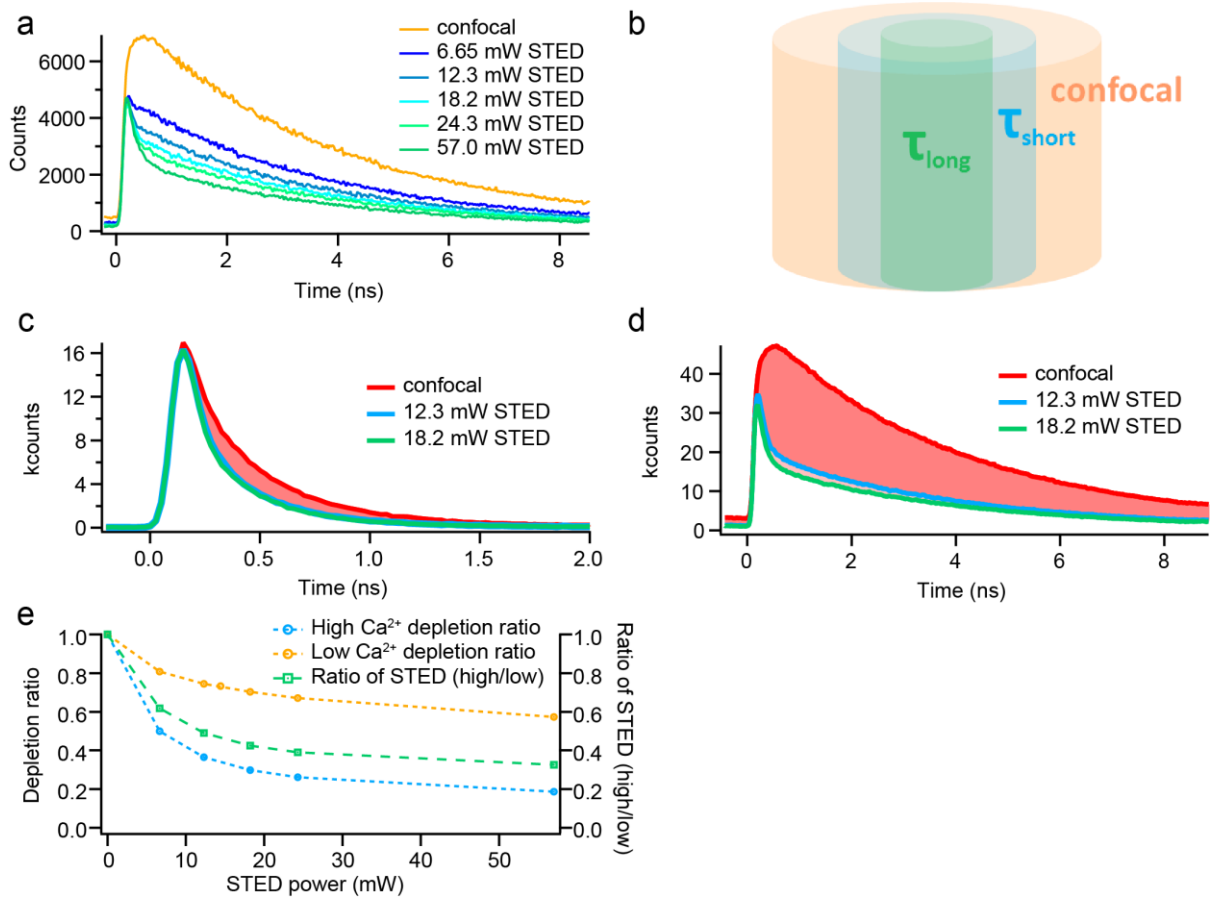 a
confocal
6.65 mW STED
12.3 mW STED
18.2 mW STED
24.3 mW STED
57.0 mW STED
6000
4000
2000
0
Counts
0 2 4 6 8
Time (ns)
b
confocal
τshort
τlong
c
confocal
12.3 mW STED
18.2 mW STED
16
12
8
4
0
kcounts
0.0 0.5 1.0 1.5 2.0
Time (ns)
d
confocal
12.3 mW STED
18.2 mW STED
40
30
20
10
0
kcounts
0 2 4 6 8
Time (ns)
e
High Ca²⁺ depletion ratio
Low Ca²⁺ depletion ratio
Ratio of STED (high/low)
1.0
0.8
0.6
0.4
0.2
0.0
Depletion ratio
1.0
0.8
0.6
0.4
0.2
0.0
Ratio of STED
(high/low)
0 10 20 30 40 50
STED power (mW)